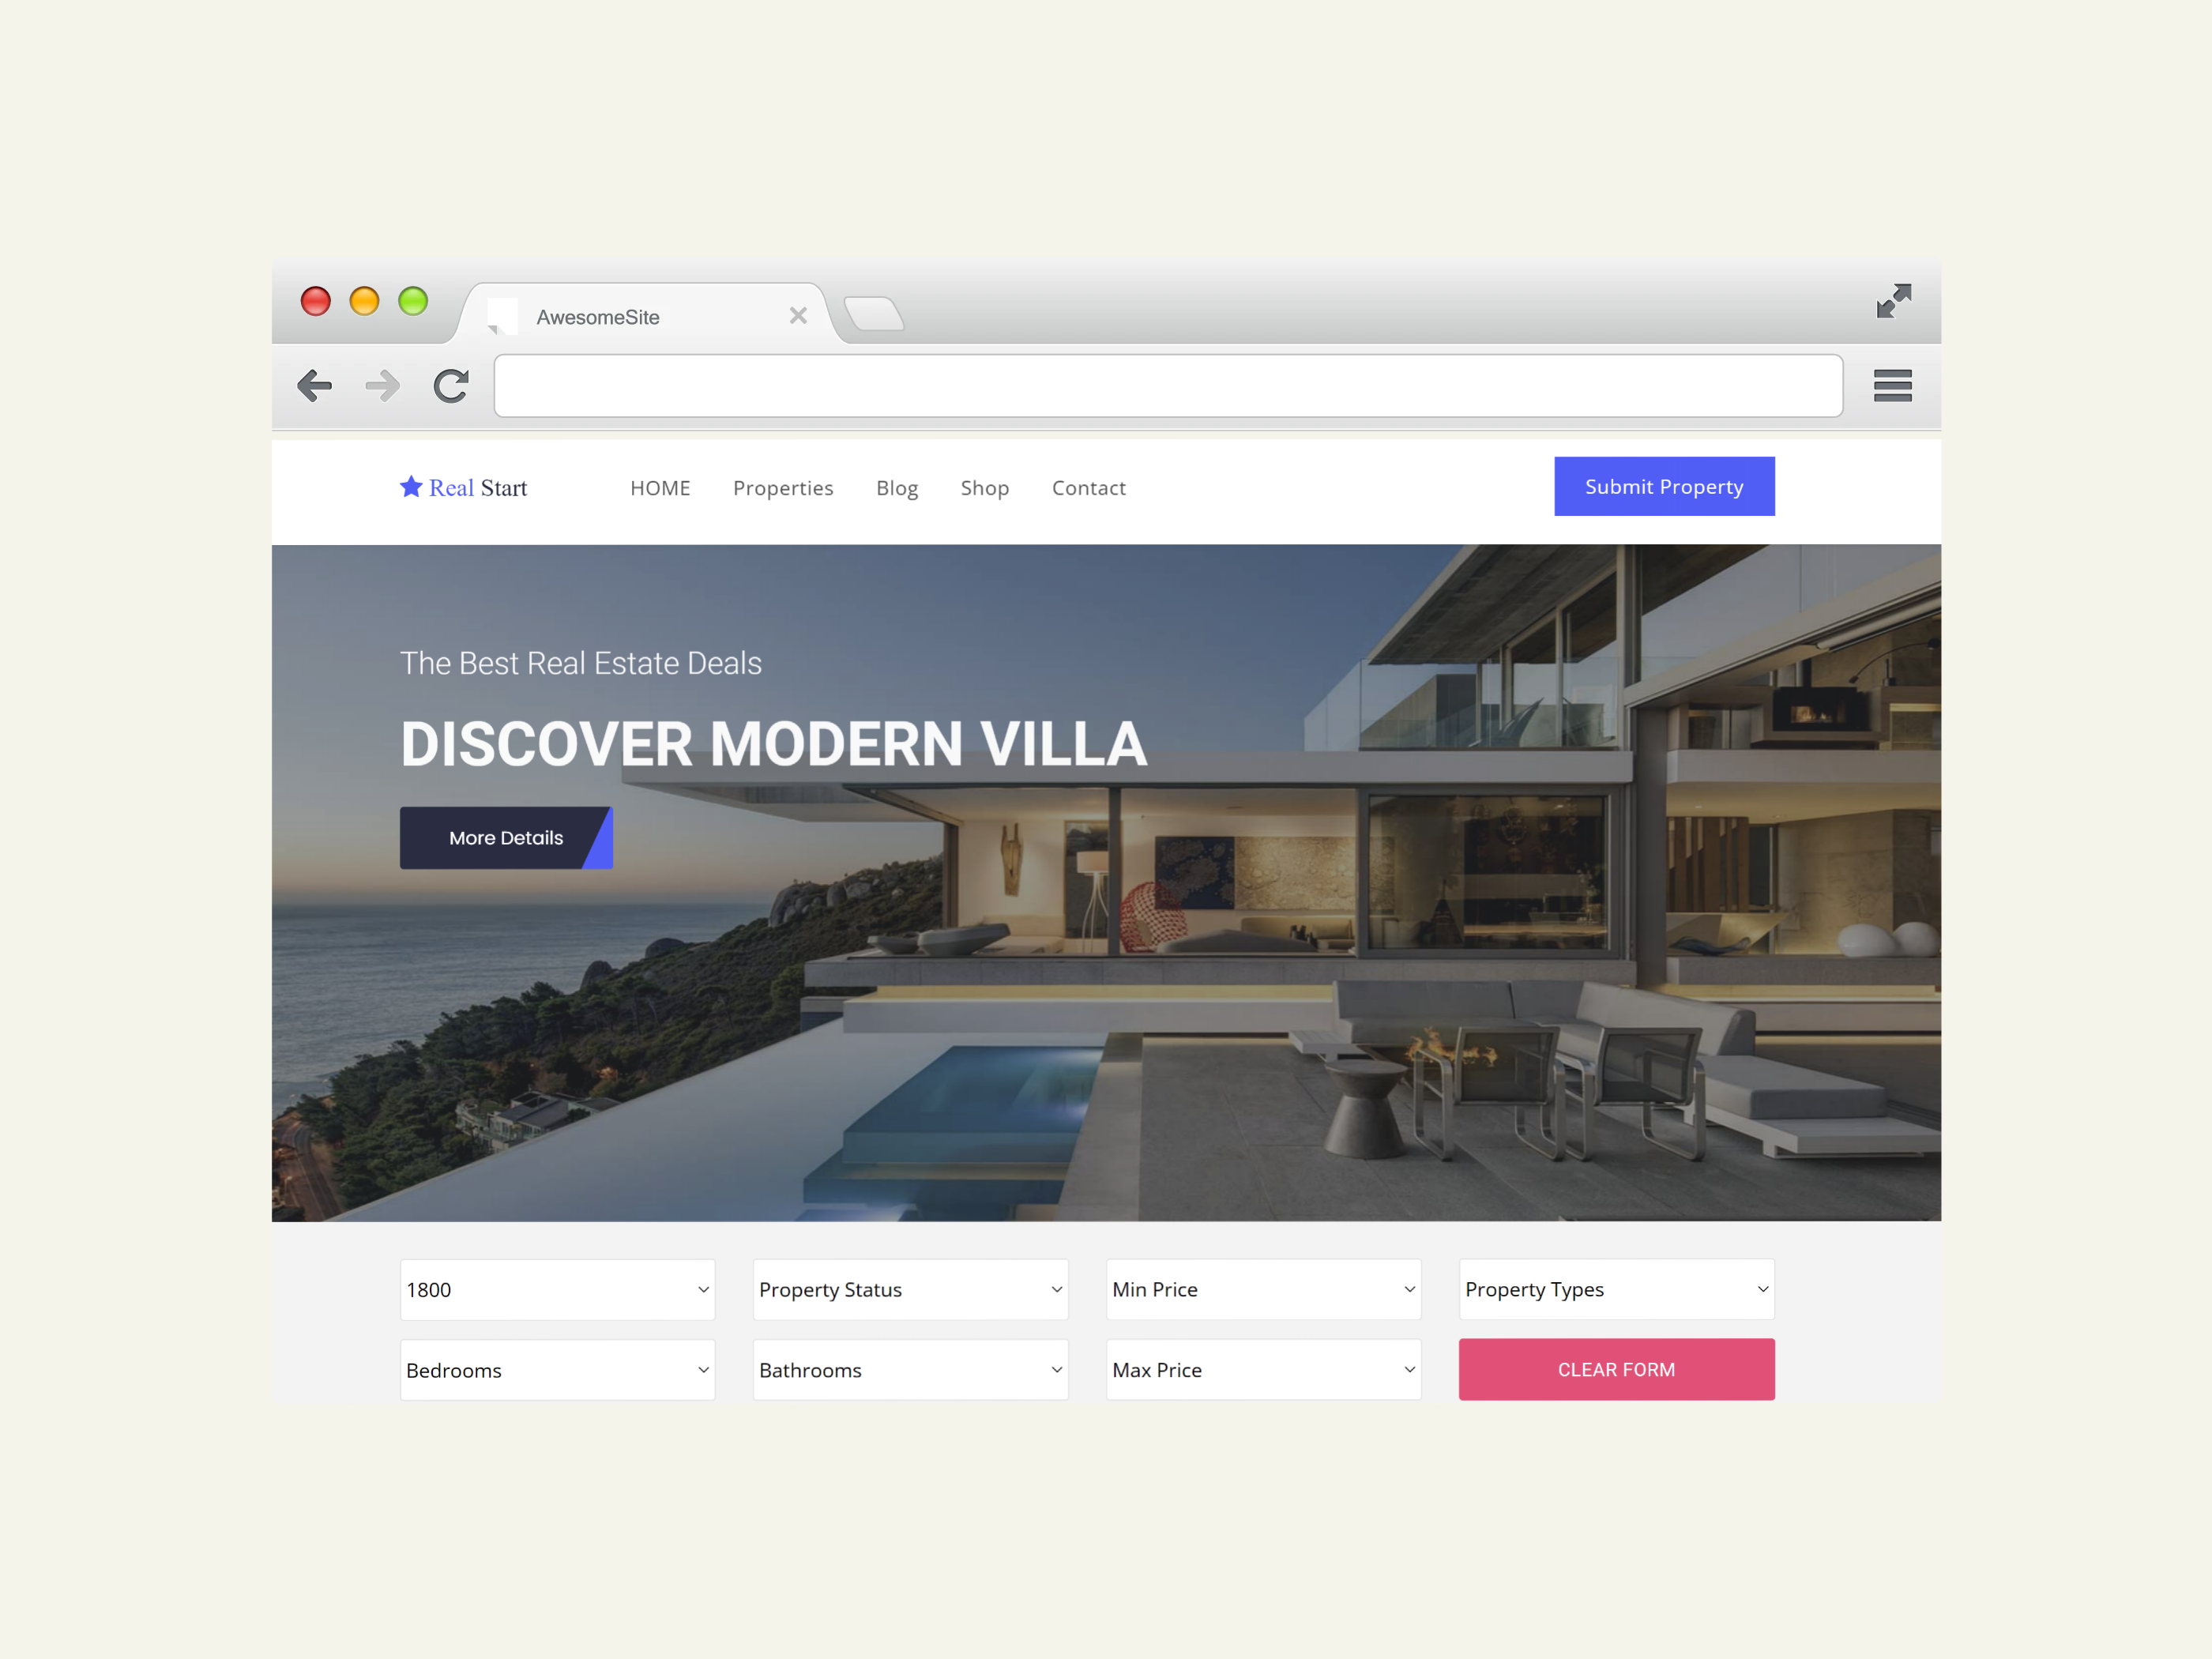 AwesomeSite
Real Start HOME Properties Blog Shop Contact Submit Property
The Best Real Estate Deals
DISCOVER MODERN VILLA
More Details
1800 Property Status Min Price Property Types
Bedrooms Bathrooms Max Price CLEAR FORM